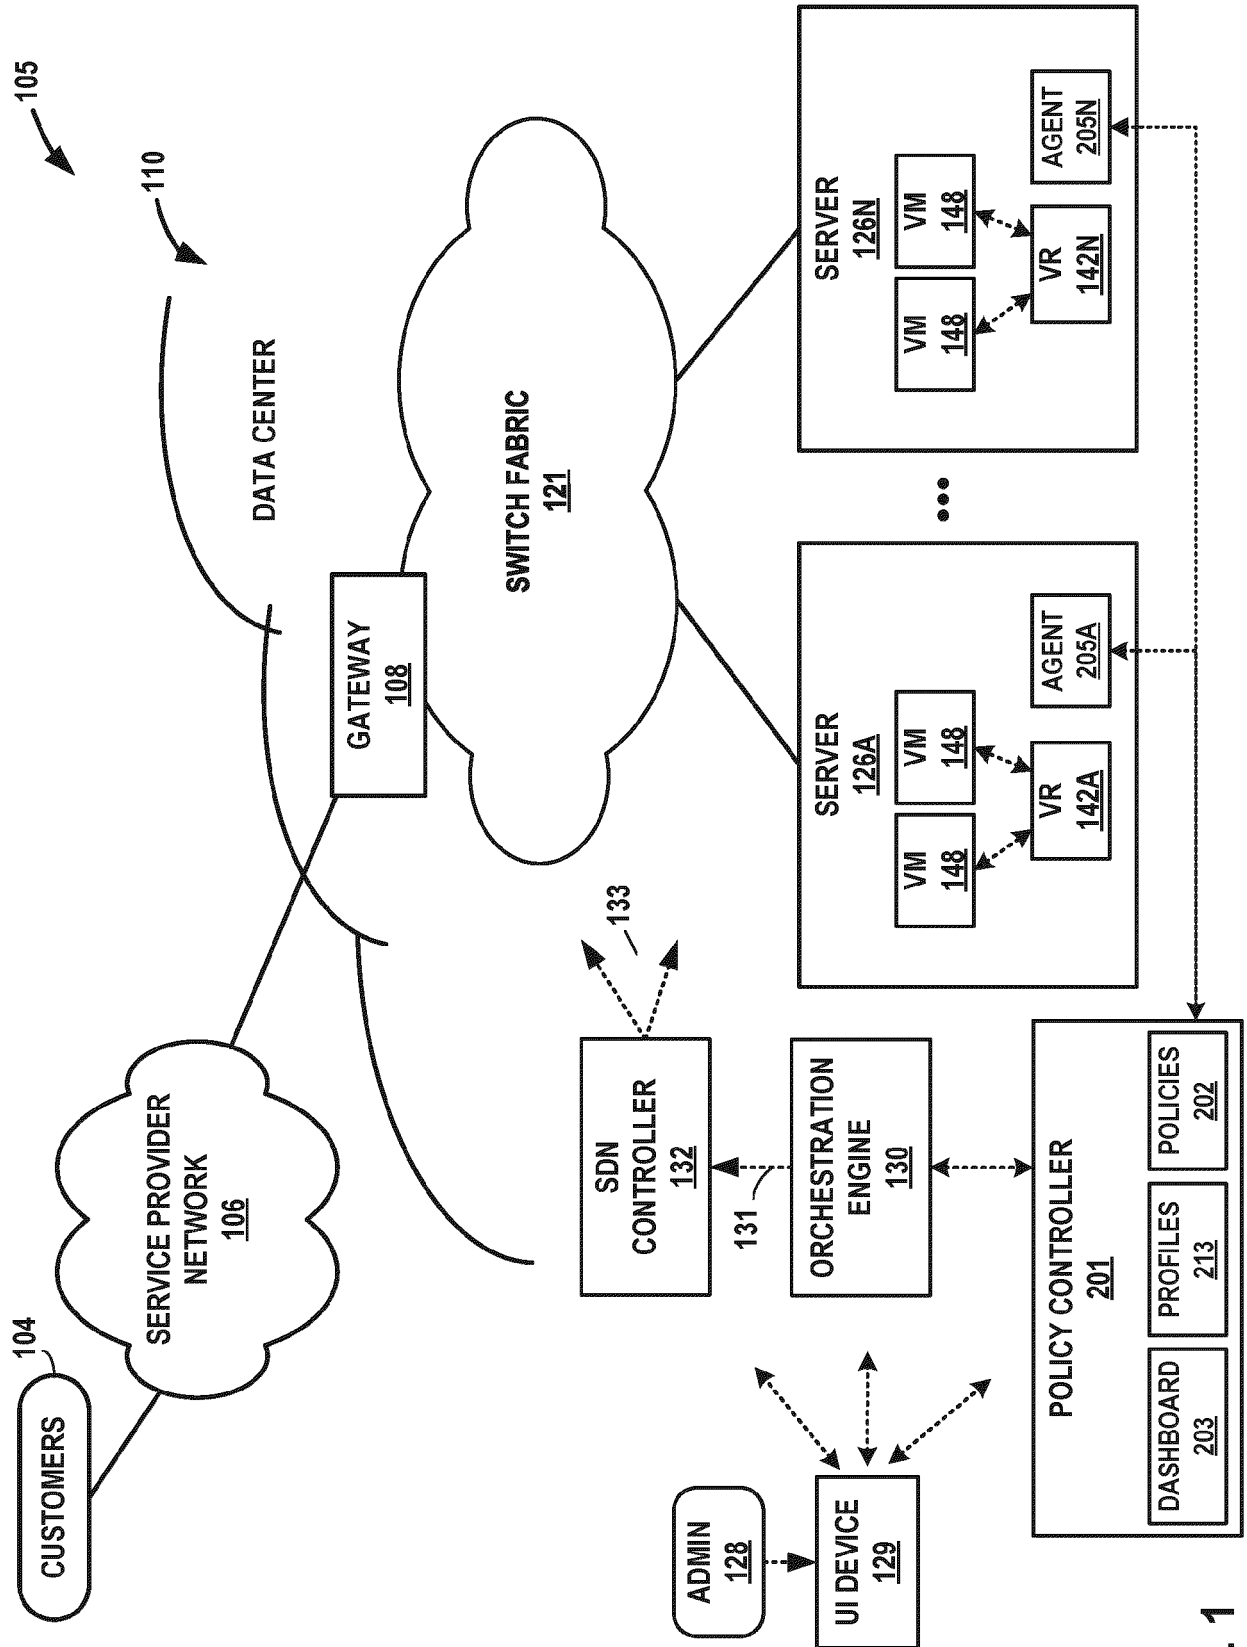 105
110
CUSTOMERS
104
SERVICE PROVIDER
NETWORK
106
DATA CENTER
GATEWAY
108
SWITCH FABRIC
121
133
SDN
CONTROLLER
132
131
ORCHESTRATION
ENGINE
130
ADMIN
128
UI DEVICE
129
SERVER
126A
VM
148
VM
148
VR
142A
AGENT
205A
SERVER
126N
VM
148
VM
148
VR
142N
AGENT
205N
POLICY CONTROLLER
201
DASHBOARD
203
PROFILES
213
POLICIES
202
. 1